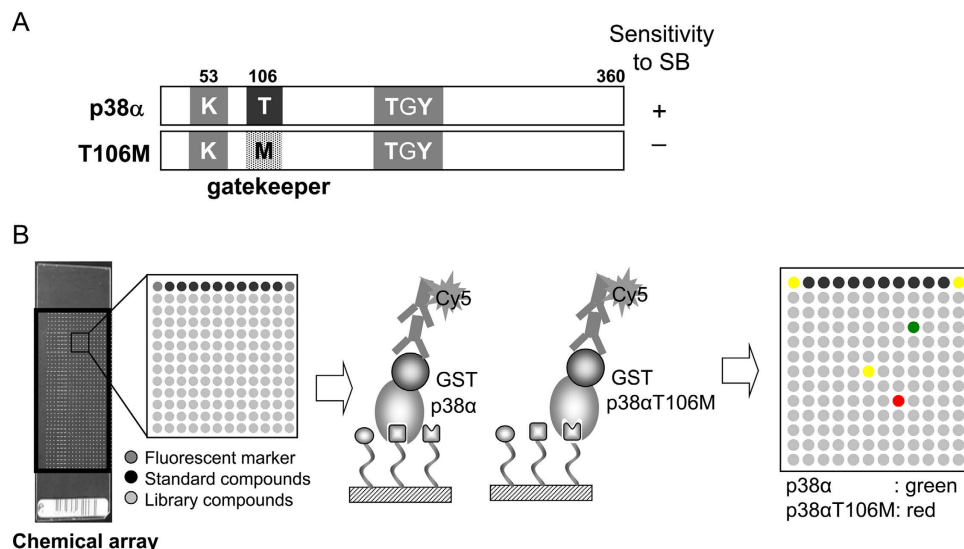 A
Sensitivity
to SB
53 106 360
p38α K T TGY +
T106M K M TGY −
gatekeeper
B
Cy5
GST
p38α
Cy5
GST
p38αT106M
Fluorescent marker
Standard compounds
Library compounds
Chemical array
p38α : green
p38αT106M: red